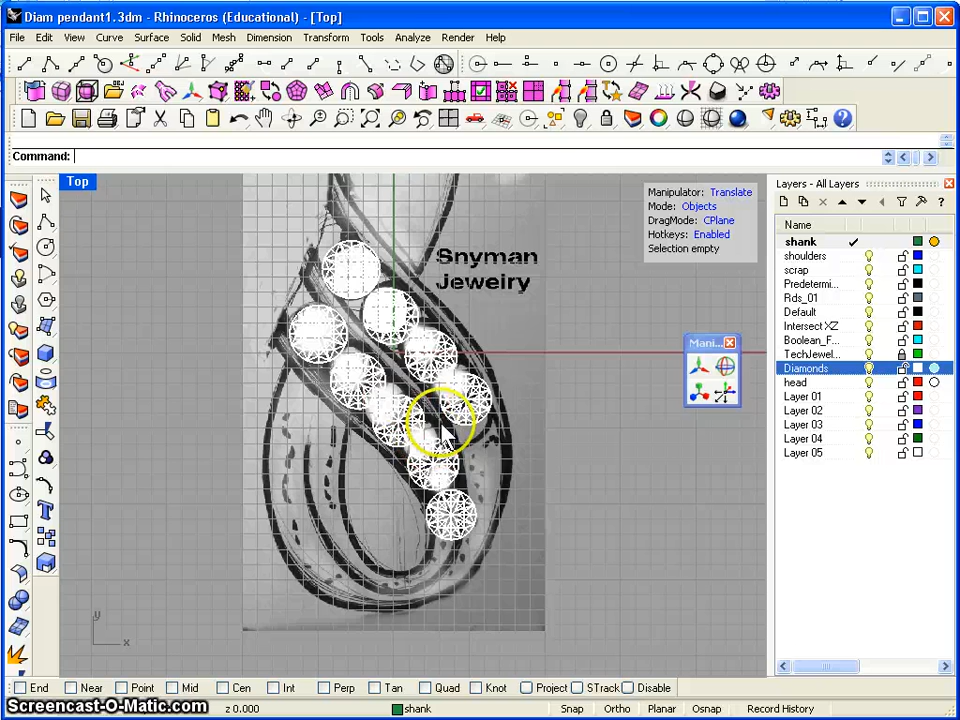 Diam pendant1.3dm - Rhinoceros (Educational) - [Top]
File Edit View Curve Surface Solid Mesh Dimension Transform Tools Analyze Render Help
Command:
Top
Manipulator: Translate
Mode: Objects
DragMode: CPlane
Hotkeys: Enabled
Selection empty
Snyman
Jewelry
Mani...
y
x
Layers - All Layers
Name
shank
shoulders
scrap
Predetermi...
Rds_01
Default
Intersect XZ
Boolean_F...
TechJewel...
Diamonds
head
Layer 01
Layer 02
Layer 03
Layer 04
Layer 05
End Near Point Mid Cen Int Perp Tan Quad Knot Project STrack Disable
Screencast-O-Matic.com z 0.000 shank Snap Ortho Planar Osnap Record History